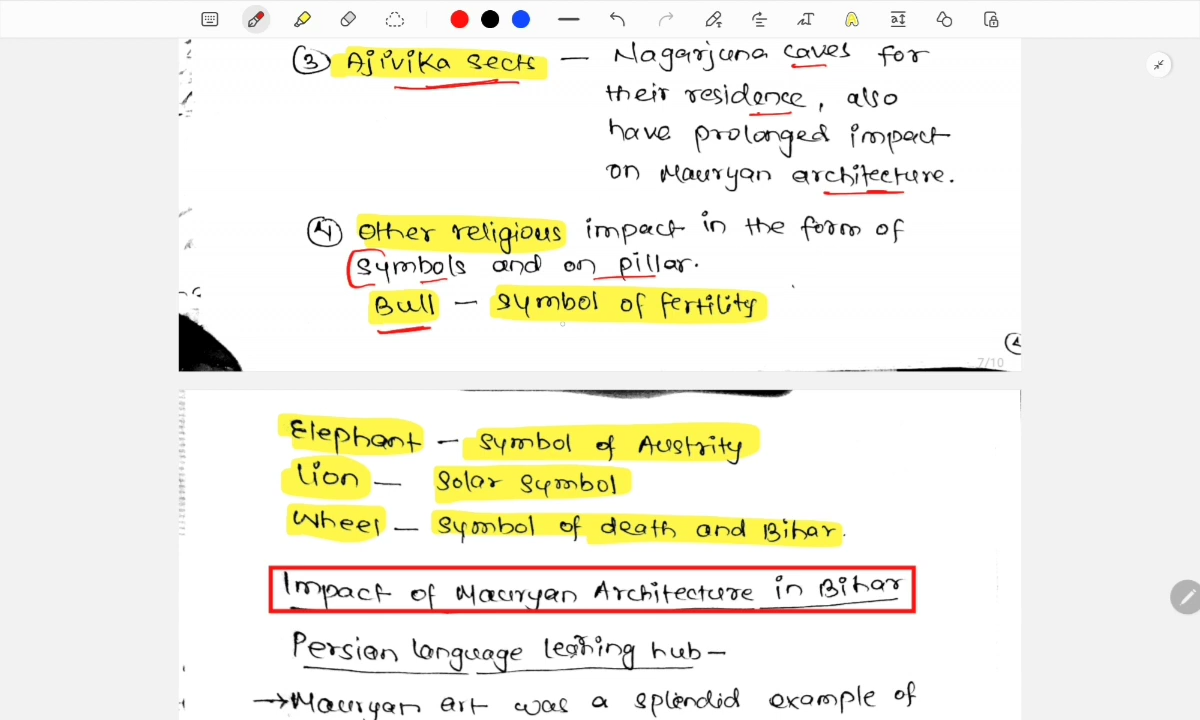 ③ Ajivika sects — Nagarjuna caves for
their residence, also
have prolonged impact
on Mauryan architecture.
④ Other religious impact in the form of
symbols and on pillar.
Bull — symbol of fertility
7/10
Elephant — symbol of Austrity
Lion — Solar Symbol
Wheel — symbol of death and Bihar.
Impact of Mauryan Architecture in Bihar
Persian language learning hub —
→ Mauryan art was a splendid example of